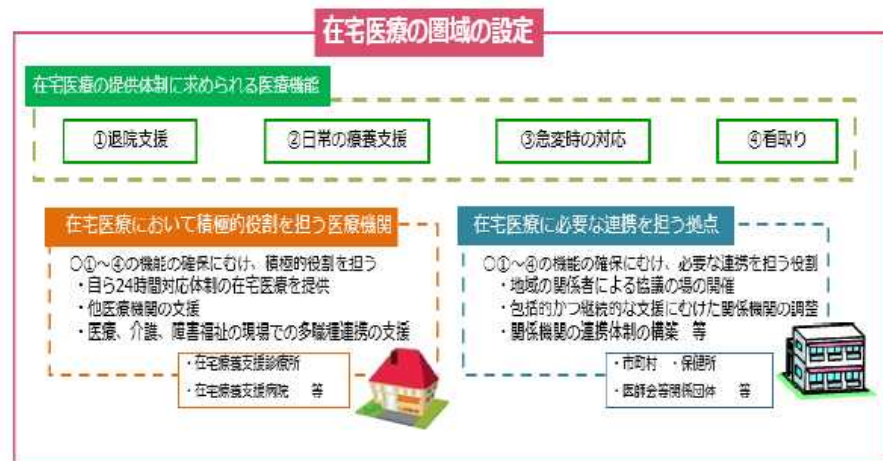 在宅医療の圏域の設定
在宅医療の提供体制に求められる医療機能
①退院支援
②日常の療養支援
③急変時の対応
④看取り
在宅医療において積極的役割を担う医療機関
〇①～④の機能の確保にむけ、積極的役割を担う
・自ら24時間対応体制の在宅医療を提供
・他医療機関の支援
・医療、介護、障害福祉の現場での多職種連携の支援
・在宅療養支援診療所
・在宅療養支援病院　等
在宅医療に必要な連携を担う拠点
〇①～④の機能の確保にむけ、必要な連携を担う役割
・地域の関係者による協議の場の開催
・包括的かつ継続的な支援にむけた関係機関の調整
・関係機関の連携体制の構築　等
・市町村　・保健所
・医師会等関係団体　等